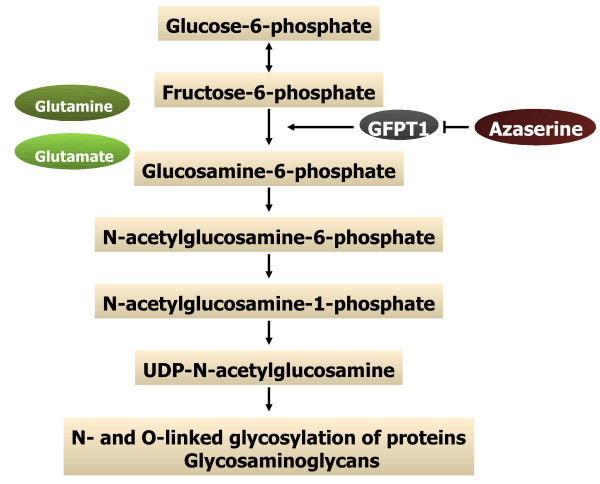 Glucose-6-phosphate
Fructose-6-phosphate
Glutamine
GFPT1
Azaserine
Glutamate
Glucosamine-6-phosphate
N-acetylglucosamine-6-phosphate
N-acetylglucosamine-1-phosphate
UDP-N-acetylglucosamine
N- and O-linked glycosylation of proteins
Glycosaminoglycans